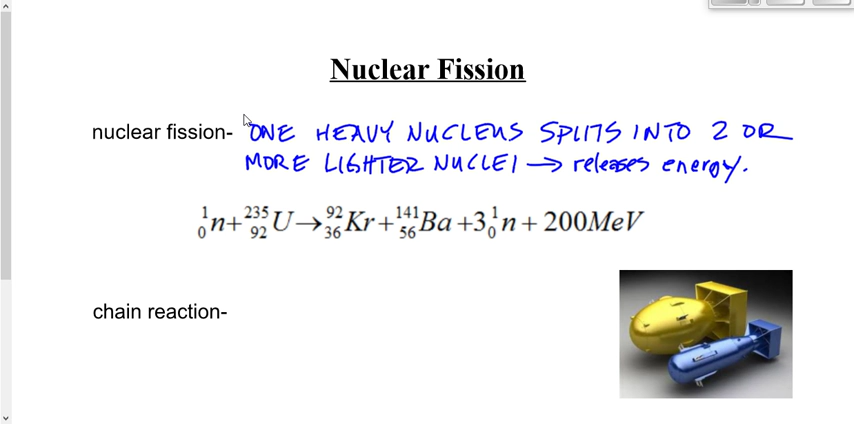 Nuclear Fission
nuclear fission- ONE HEAVY NUCLEUS SPLITS INTO 2 OR
MORE LIGHTER NUCLEI → releases energy.
¹₀n+²³⁵₉₂U→⁹²₃₆Kr+¹⁴¹₅₆Ba+3¹₀n+200MeV
chain reaction-